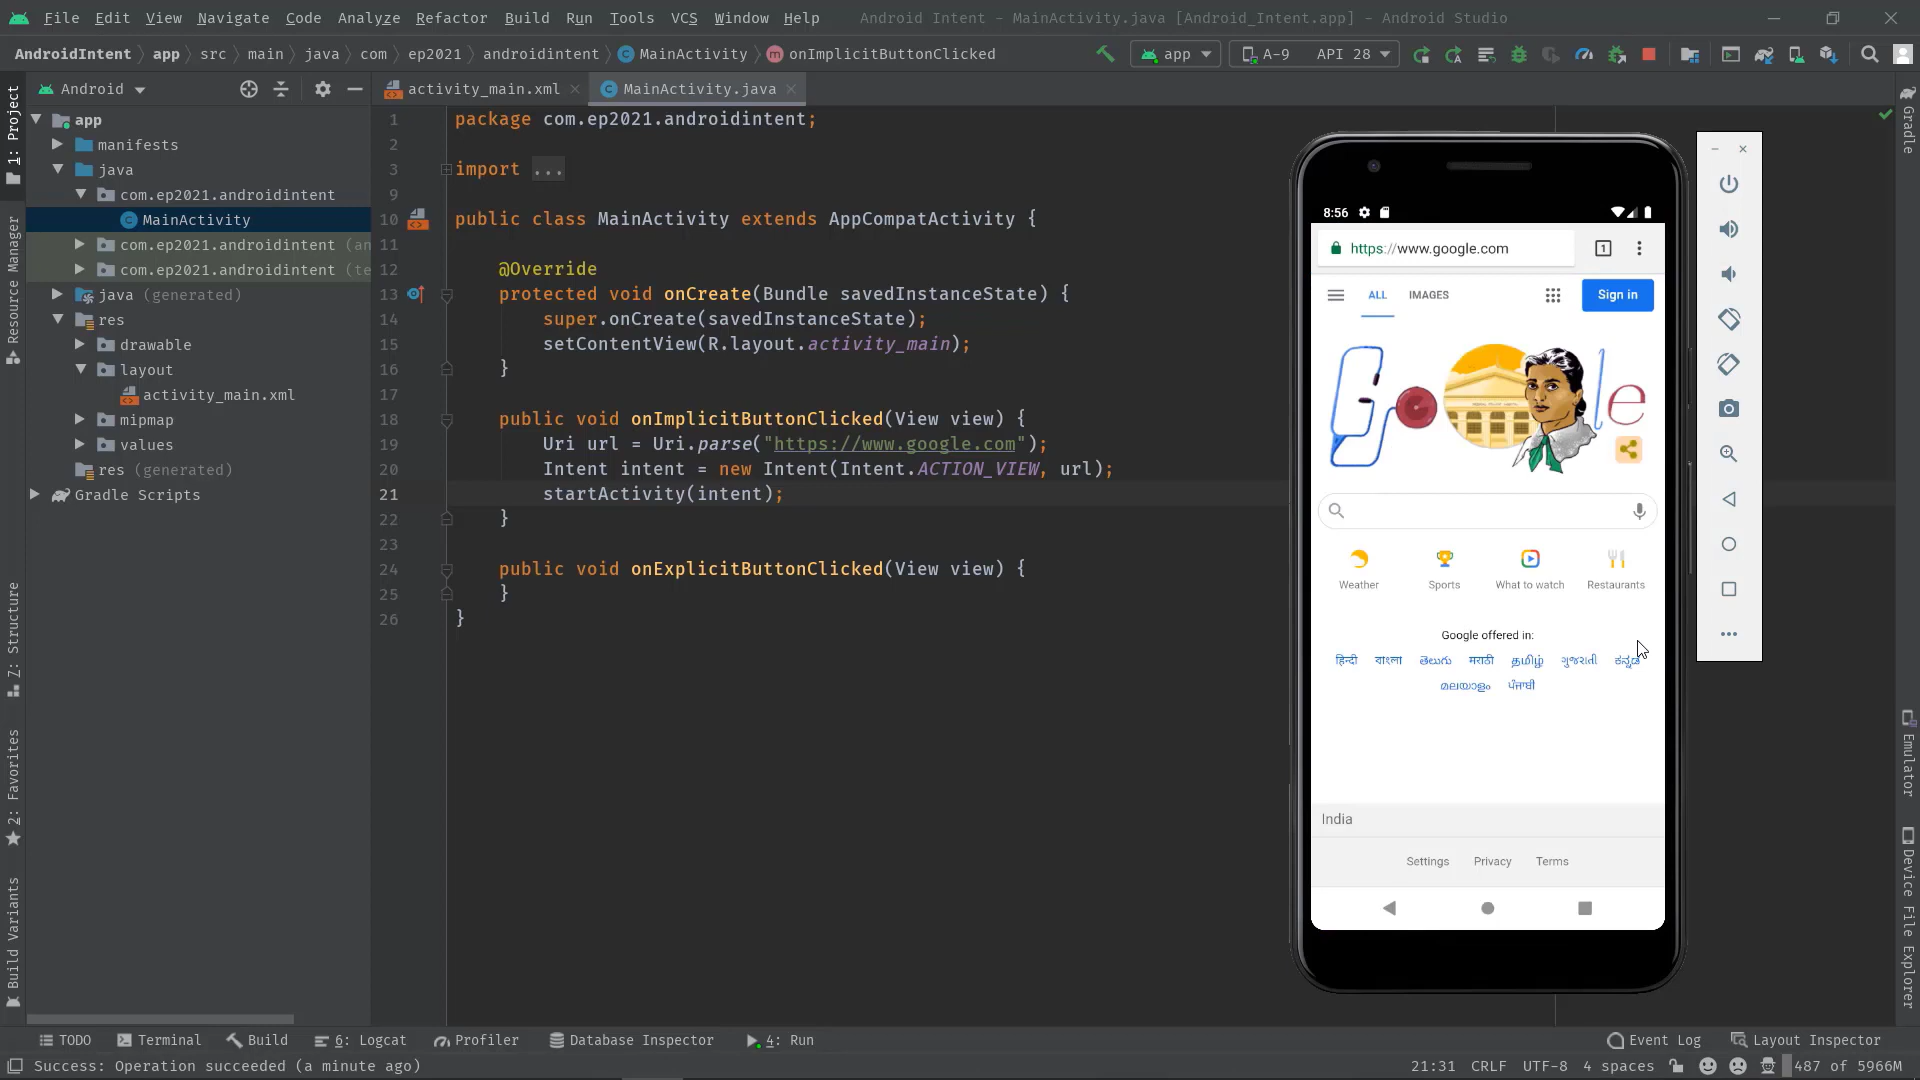 File Edit View Navigate Code Analyze Refactor Build Run Tools VCS Window Help Android Intent - MainActivity.java [Android_Intent.app] - Android Studio
AndroidIntent app src main java com ep2021 androidintent MainActivity onImplicitButtonClicked app A-9 API 28
Android
activity_main.xml
MainActivity.java
app
manifests
java
com.ep2021.androidintent
MainActivity
com.ep2021.androidintent (an
com.ep2021.androidintent (te
java (generated)
res
drawable
layout
activity_main.xml
mipmap
values
res (generated)
Gradle Scripts
1: Project
Resource Manager
7: Structure
2: Favorites
Build Variants
1 package com.ep2021.androidintent;
2
3 import ...
9
10 public class MainActivity extends AppCompatActivity {
11
12 @Override
13 protected void onCreate(Bundle savedInstanceState) {
14 super.onCreate(savedInstanceState);
15 setContentView(R.layout.activity_main);
16 }
17
18 public void onImplicitButtonClicked(View view) {
19 Uri url = Uri.parse("https://www.google.com");
20 Intent intent = new Intent(Intent.ACTION_VIEW, url);
21 startActivity(intent);
22 }
23
24 public void onExplicitButtonClicked(View view) {
25 }
26 }
8:56
https://www.google.com 1
ALL IMAGES Sign in
Google
Weather Sports What to watch Restaurants
Google offered in:
हिन्दी বাংলা తెలుగు मराठी தமிழ் ગુજરાતી ಕನ್ನಡ
മലയാളം ਪੰਜਾਬੀ
India
Settings Privacy Terms
Gradle
Emulator
Device File Explorer
TODO Terminal Build 6: Logcat Profiler Database Inspector 4: Run Event Log Layout Inspector
Success: Operation succeeded (a minute ago) 21:31 CRLF UTF-8 4 spaces 487 of 5966M